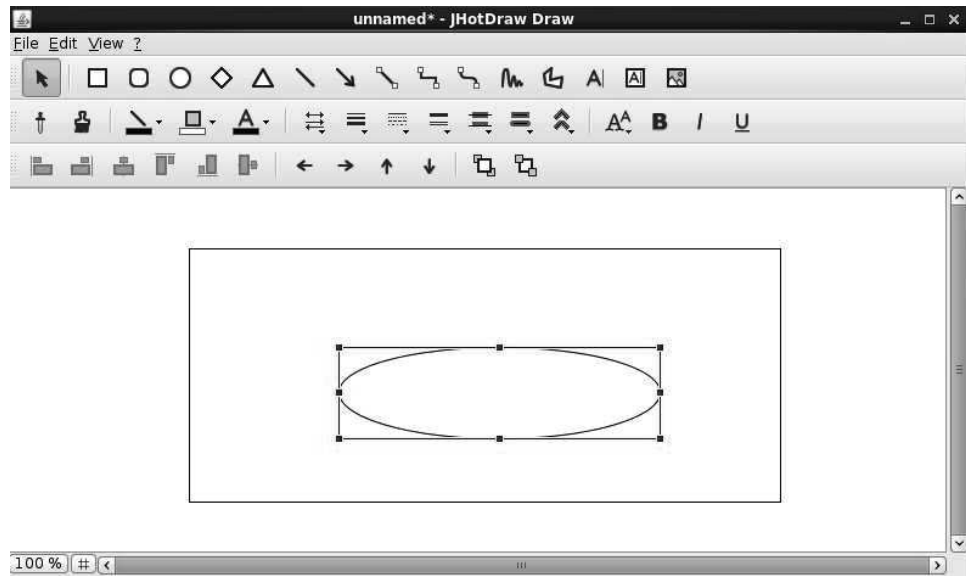 unnamed* - JHotDraw Draw
File Edit View ?
A| A|
A A A B I U
100 % #